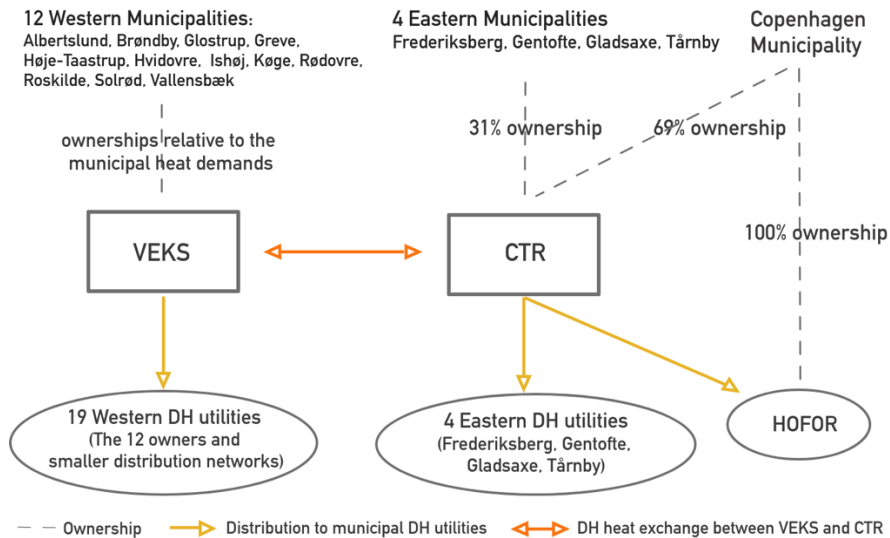 12 Western Municipalities:
Albertslund, Brøndby, Glostrup, Greve,
Høje-Taastrup, Hvidovre, Ishøj, Køge, Rødovre,
Roskilde, Solrød, Vallensbæk
4 Eastern Municipalities
Frederiksberg, Gentofte, Gladsaxe, Tårnby
Copenhagen
Municipality
ownerships relative to the
municipal heat demands
31% ownership
69% ownership
100% ownership
VEKS
CTR
19 Western DH utilities
(The 12 owners and
smaller distribution networks)
4 Eastern DH utilities
(Frederiksberg, Gentofte,
Gladsaxe, Tårnby)
HOFOR
Ownership
Distribution to municipal DH utilities
DH heat exchange between VEKS and CTR